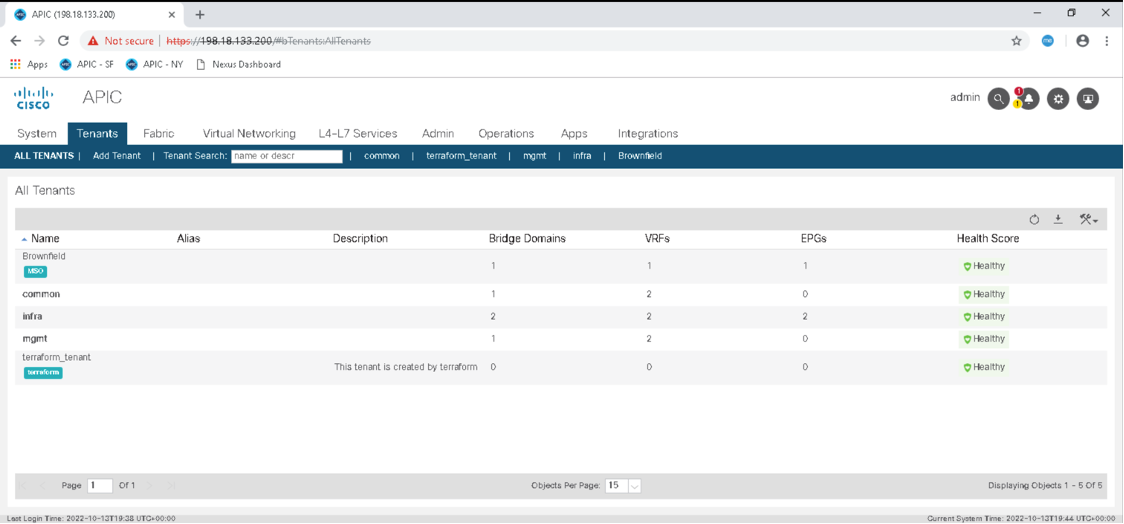 APIC (198.18.133.200)
Not secure | https://198.18.133.200/#bTenants:AllTenants
Apps APIC - SF APIC - NY Nexus Dashboard
CISCO APIC admin 1 1
System Tenants Fabric Virtual Networking L4-L7 Services Admin Operations Apps Integrations
ALL TENANTS | Add Tenant | Tenant Search: name or descr | common | terraform_tenant | mgmt | infra | Brownfield
All Tenants
Name Alias Description Bridge Domains VRFs EPGs Health Score
Brownfield
MSO 1 1 1 Healthy
common 1 2 0 Healthy
infra 2 2 2 Healthy
mgmt 1 2 0 Healthy
terraform_tenant
terraform This tenant is created by terraform 0 0 0 Healthy
Page 1 Of 1 Objects Per Page: 15 Displaying Objects 1 - 5 Of 5
Last Login Time: 2022-10-13T19:38 UTC+00:00 Current System Time: 2022-10-13T19:44 UTC+00:00